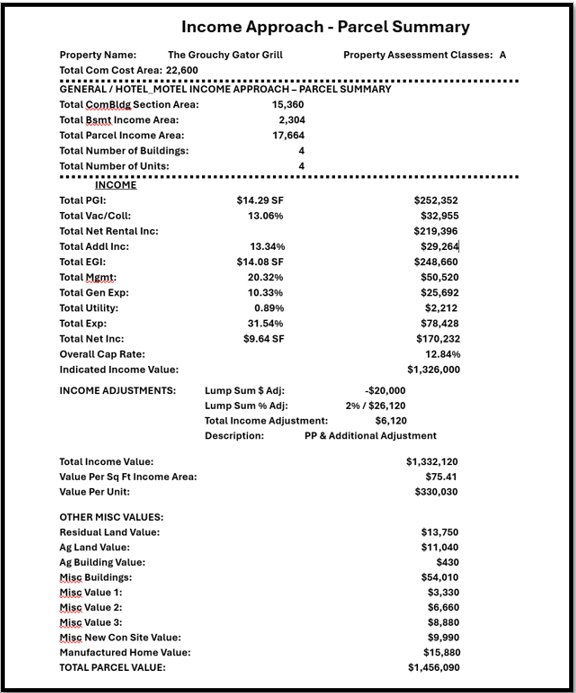 Income Approach - Parcel Summary
Property Name: The Grouchy Gator Grill Property Assessment Classes: A
Total Com Cost Area: 22,600
GENERAL / HOTEL_MOTEL INCOME APPROACH – PARCEL SUMMARY
Total ComBldg Section Area: 15,360
Total Bsmt Income Area: 2,304
Total Parcel Income Area: 17,664
Total Number of Buildings: 4
Total Number of Units: 4
INCOME
Total PGI: $14.29 SF $252,352
Total Vac/Coll: 13.06% $32,955
Total Net Rental Inc: $219,396
Total Addl Inc: 13.34% $29,264
Total EGI: $14.08 SF $248,660
Total Mgmt: 20.32% $50,520
Total Gen Exp: 10.33% $25,692
Total Utility: 0.89% $2,212
Total Exp: 31.54% $78,428
Total Net Inc: $9.64 SF $170,232
Overall Cap Rate: 12.84%
Indicated Income Value: $1,326,000
INCOME ADJUSTMENTS: Lump Sum $ Adj: -$20,000
Lump Sum % Adj: 2% / $26,120
Total Income Adjustment: $6,120
Description: PP & Additional Adjustment
Total Income Value: $1,332,120
Value Per Sq Ft Income Area: $75.41
Value Per Unit: $330,030
OTHER MISC VALUES:
Residual Land Value: $13,750
Ag Land Value: $11,040
Ag Building Value: $430
Misc Buildings: $54,010
Misc Value 1: $3,330
Misc Value 2: $6,660
Misc Value 3: $8,880
Misc New Con Site Value: $9,990
Manufactured Home Value: $15,880
TOTAL PARCEL VALUE: $1,456,090